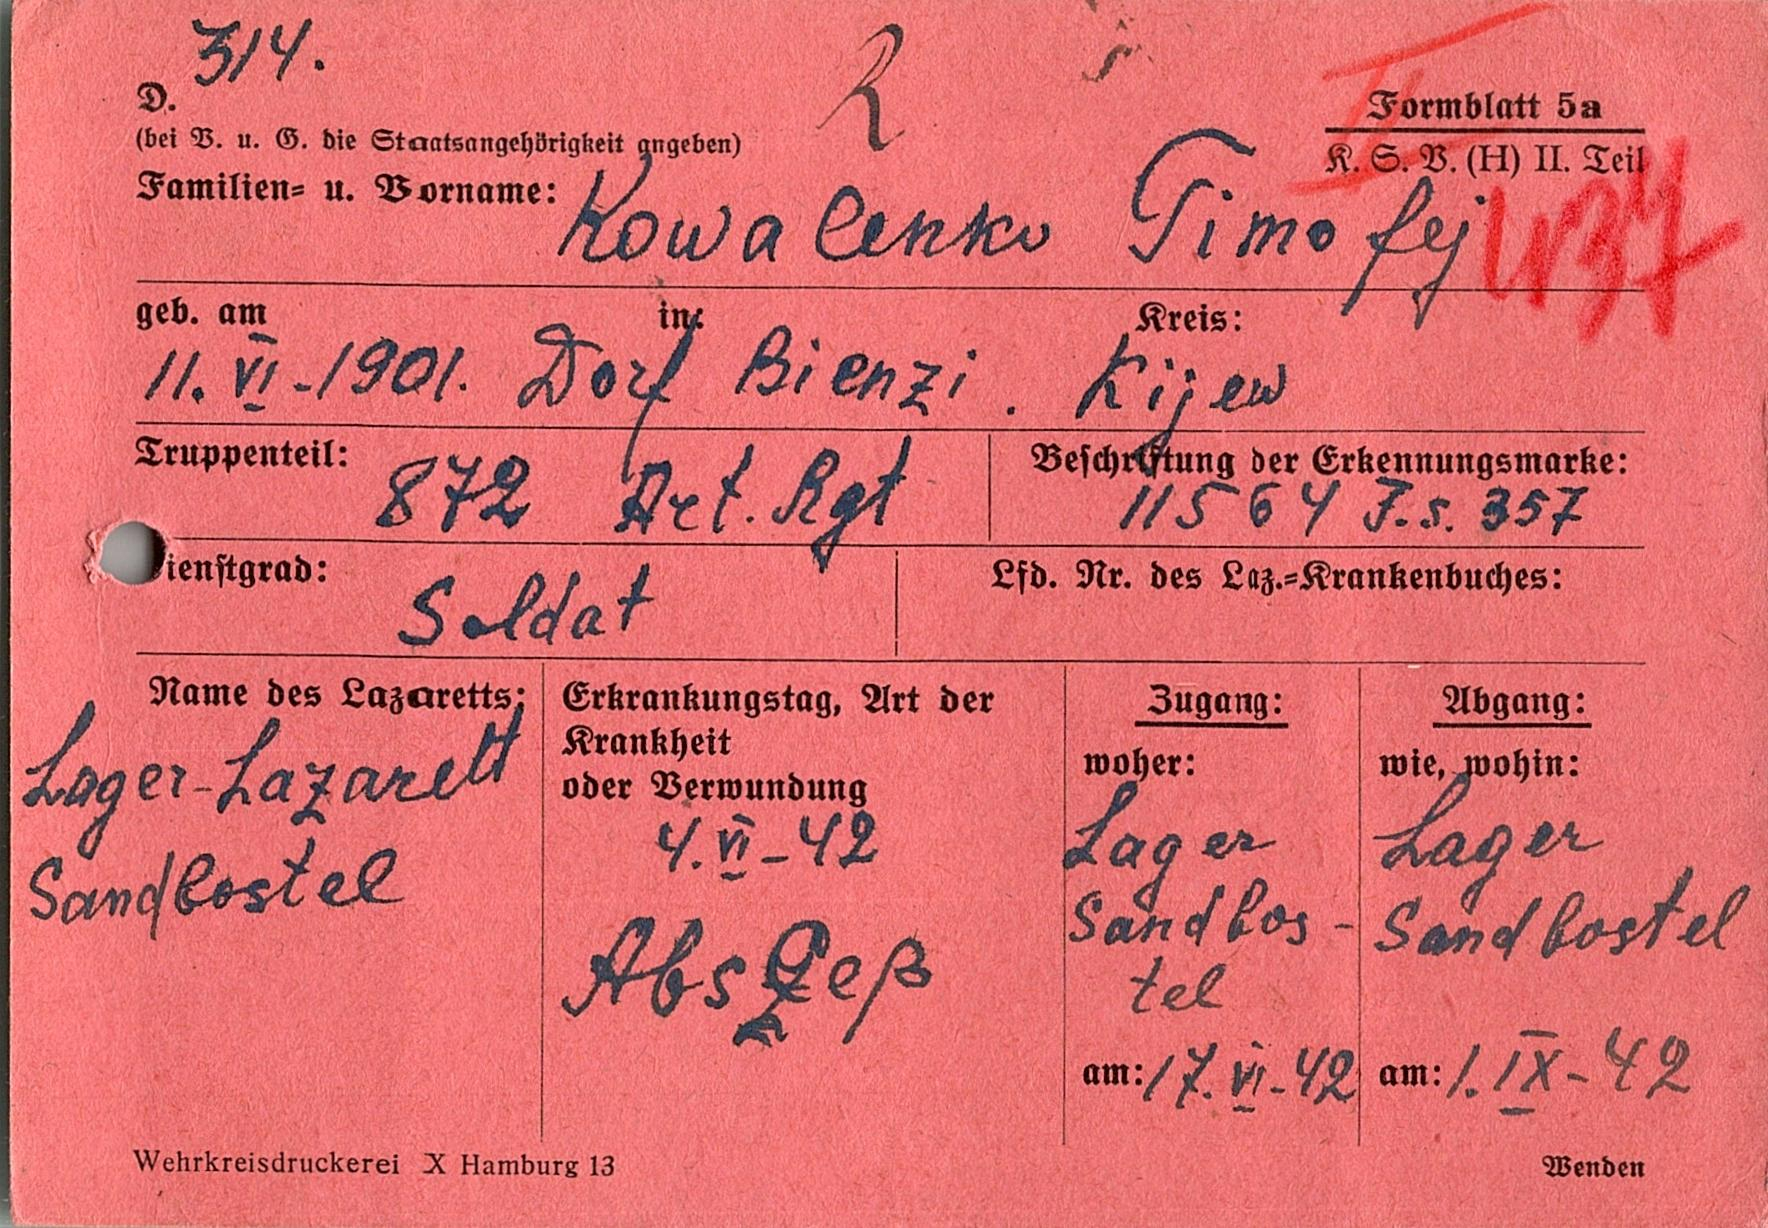 314.
R
D.
Formblatt 5a
(bei V. u. G. die Staatsangehörigkeit angeben)
K. S. V. (H) II. Teil
II
437
Familien= u. Vorname: Kowalenko Timofej
geb. am in: Kreis:
11. VI - 1901. Dorf Bienzi. Kijew
Truppenteil: 872 Art. Rgt
Beschriftung der Erkennungsmarke:
11564 J.s. 357
ienstgrad: Soldat
Lfd. Nr. des Laz.=Krankenbuches:
Name des Lazaretts:
Lager-Lazarett
Sandbostel
Erkrankungstag, Art der
Krankheit
oder Verwundung
4. VI - 42
Abszeß
Zugang:
woher:
Lager
Sandbos-
tel
am: 17. VI - 42
Abgang:
wie, wohin:
Lager
Sandbostel
am: 1. IX - 42
Wehrkreisdruckerei X Hamburg 13
Wenden